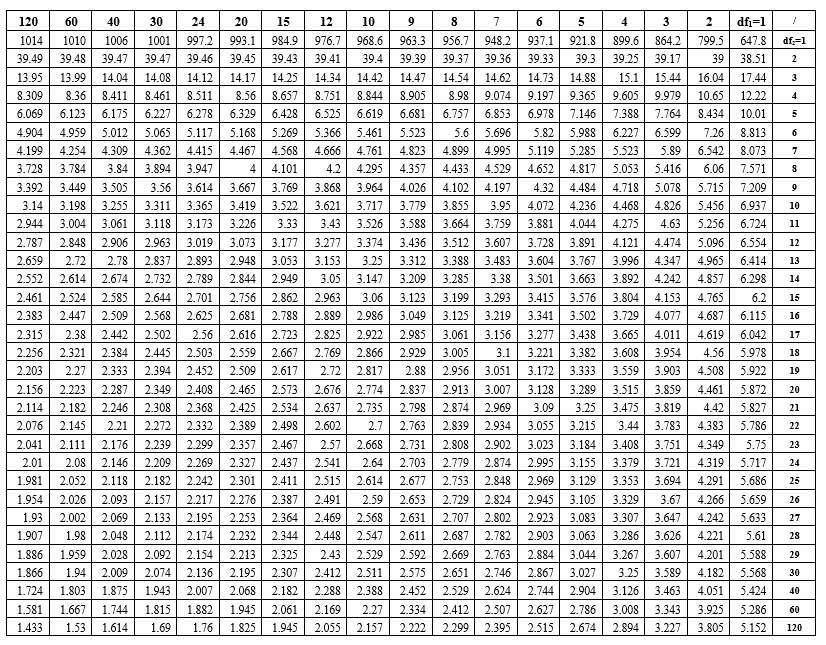 120 60 40 30 24 20 15 12 10 9 8 7 6 5 4 3 2 df₁=1 /
1014 1010 1006 1001 997.2 993.1 984.9 976.7 968.6 963.3 956.7 948.2 937.1 921.8 899.6 864.2 799.5 647.8 df₂=1
39.49 39.48 39.47 39.47 39.46 39.45 39.43 39.41 39.4 39.39 39.37 39.36 39.33 39.3 39.25 39.17 39 38.51 2
13.95 13.99 14.04 14.08 14.12 14.17 14.25 14.34 14.42 14.47 14.54 14.62 14.73 14.88 15.1 15.44 16.04 17.44 3
8.309 8.36 8.411 8.461 8.511 8.56 8.657 8.751 8.844 8.905 8.98 9.074 9.197 9.365 9.605 9.979 10.65 12.22 4
6.069 6.123 6.175 6.227 6.278 6.329 6.428 6.525 6.619 6.681 6.757 6.853 6.978 7.146 7.388 7.764 8.434 10.01 5
4.904 4.959 5.012 5.065 5.117 5.168 5.269 5.366 5.461 5.523 5.6 5.696 5.82 5.988 6.227 6.599 7.26 8.813 6
4.199 4.254 4.309 4.362 4.415 4.467 4.568 4.666 4.761 4.823 4.899 4.995 5.119 5.285 5.523 5.89 6.542 8.073 7
3.728 3.784 3.84 3.894 3.947 4 4.101 4.2 4.295 4.357 4.433 4.529 4.652 4.817 5.053 5.416 6.06 7.571 8
3.392 3.449 3.505 3.56 3.614 3.667 3.769 3.868 3.964 4.026 4.102 4.197 4.32 4.484 4.718 5.078 5.715 7.209 9
3.14 3.198 3.255 3.311 3.365 3.419 3.522 3.621 3.717 3.779 3.855 3.95 4.072 4.236 4.468 4.826 5.456 6.937 10
2.944 3.004 3.061 3.118 3.173 3.226 3.33 3.43 3.526 3.588 3.664 3.759 3.881 4.044 4.275 4.63 5.256 6.724 11
2.787 2.848 2.906 2.963 3.019 3.073 3.177 3.277 3.374 3.436 3.512 3.607 3.728 3.891 4.121 4.474 5.096 6.554 12
2.659 2.72 2.78 2.837 2.893 2.948 3.053 3.153 3.25 3.312 3.388 3.483 3.604 3.767 3.996 4.347 4.965 6.414 13
2.552 2.614 2.674 2.732 2.789 2.844 2.949 3.05 3.147 3.209 3.285 3.38 3.501 3.663 3.892 4.242 4.857 6.298 14
2.461 2.524 2.585 2.644 2.701 2.756 2.862 2.963 3.06 3.123 3.199 3.293 3.415 3.576 3.804 4.153 4.765 6.2 15
2.383 2.447 2.509 2.568 2.625 2.681 2.788 2.889 2.986 3.049 3.125 3.219 3.341 3.502 3.729 4.077 4.687 6.115 16
2.315 2.38 2.442 2.502 2.56 2.616 2.723 2.825 2.922 2.985 3.061 3.156 3.277 3.438 3.665 4.011 4.619 6.042 17
2.256 2.321 2.384 2.445 2.503 2.559 2.667 2.769 2.866 2.929 3.005 3.1 3.221 3.382 3.608 3.954 4.56 5.978 18
2.203 2.27 2.333 2.394 2.452 2.509 2.617 2.72 2.817 2.88 2.956 3.051 3.172 3.333 3.559 3.903 4.508 5.922 19
2.156 2.223 2.287 2.349 2.408 2.465 2.573 2.676 2.774 2.837 2.913 3.007 3.128 3.289 3.515 3.859 4.461 5.872 20
2.114 2.182 2.246 2.308 2.368 2.425 2.534 2.637 2.735 2.798 2.874 2.969 3.09 3.25 3.475 3.819 4.42 5.827 21
2.076 2.145 2.21 2.272 2.332 2.389 2.498 2.602 2.7 2.763 2.839 2.934 3.055 3.215 3.44 3.783 4.383 5.786 22
2.041 2.111 2.176 2.239 2.299 2.357 2.467 2.57 2.668 2.731 2.808 2.902 3.023 3.184 3.408 3.751 4.349 5.75 23
2.01 2.08 2.146 2.209 2.269 2.327 2.437 2.541 2.64 2.703 2.779 2.874 2.995 3.155 3.379 3.721 4.319 5.717 24
1.981 2.052 2.118 2.182 2.242 2.301 2.411 2.515 2.614 2.677 2.753 2.848 2.969 3.129 3.353 3.694 4.291 5.686 25
1.954 2.026 2.093 2.157 2.217 2.276 2.387 2.491 2.59 2.653 2.729 2.824 2.945 3.105 3.329 3.67 4.266 5.659 26
1.93 2.002 2.069 2.133 2.195 2.253 2.364 2.469 2.568 2.631 2.707 2.802 2.923 3.083 3.307 3.647 4.242 5.633 27
1.907 1.98 2.048 2.112 2.174 2.232 2.344 2.448 2.547 2.611 2.687 2.782 2.903 3.063 3.286 3.626 4.221 5.61 28
1.886 1.959 2.028 2.092 2.154 2.213 2.325 2.43 2.529 2.592 2.669 2.763 2.884 3.044 3.267 3.607 4.201 5.588 29
1.866 1.94 2.009 2.074 2.136 2.195 2.307 2.412 2.511 2.575 2.651 2.746 2.867 3.027 3.25 3.589 4.182 5.568 30
1.724 1.803 1.875 1.943 2.007 2.068 2.182 2.288 2.388 2.452 2.529 2.624 2.744 2.904 3.126 3.463 4.051 5.424 40
1.581 1.667 1.744 1.815 1.882 1.945 2.061 2.169 2.27 2.334 2.412 2.507 2.627 2.786 3.008 3.343 3.925 5.286 60
1.433 1.53 1.614 1.69 1.76 1.825 1.945 2.055 2.157 2.222 2.299 2.395 2.515 2.674 2.894 3.227 3.805 5.152 120